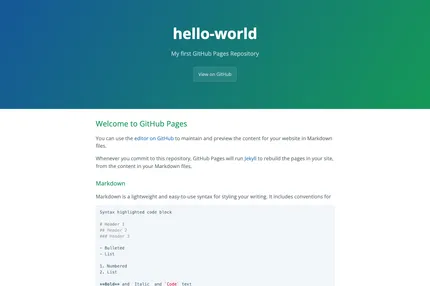 hello-world
My first GitHub Pages Repository
View on GitHub
Welcome to GitHub Pages
You can use the editor on GitHub to maintain and preview the content for your website in Markdown
files.
Whenever you commit to this repository, GitHub Pages will run Jekyll to rebuild the pages in your site,
from the content in your Markdown files.
Markdown
Markdown is a lightweight and easy-to-use syntax for styling your writing. It includes conventions for
Syntax highlighted code block
# Header 1
## Header 2
### Header 3
- Bulleted
- List
1. Numbered
2. List
**Bold** and _Italic_ and `Code` text